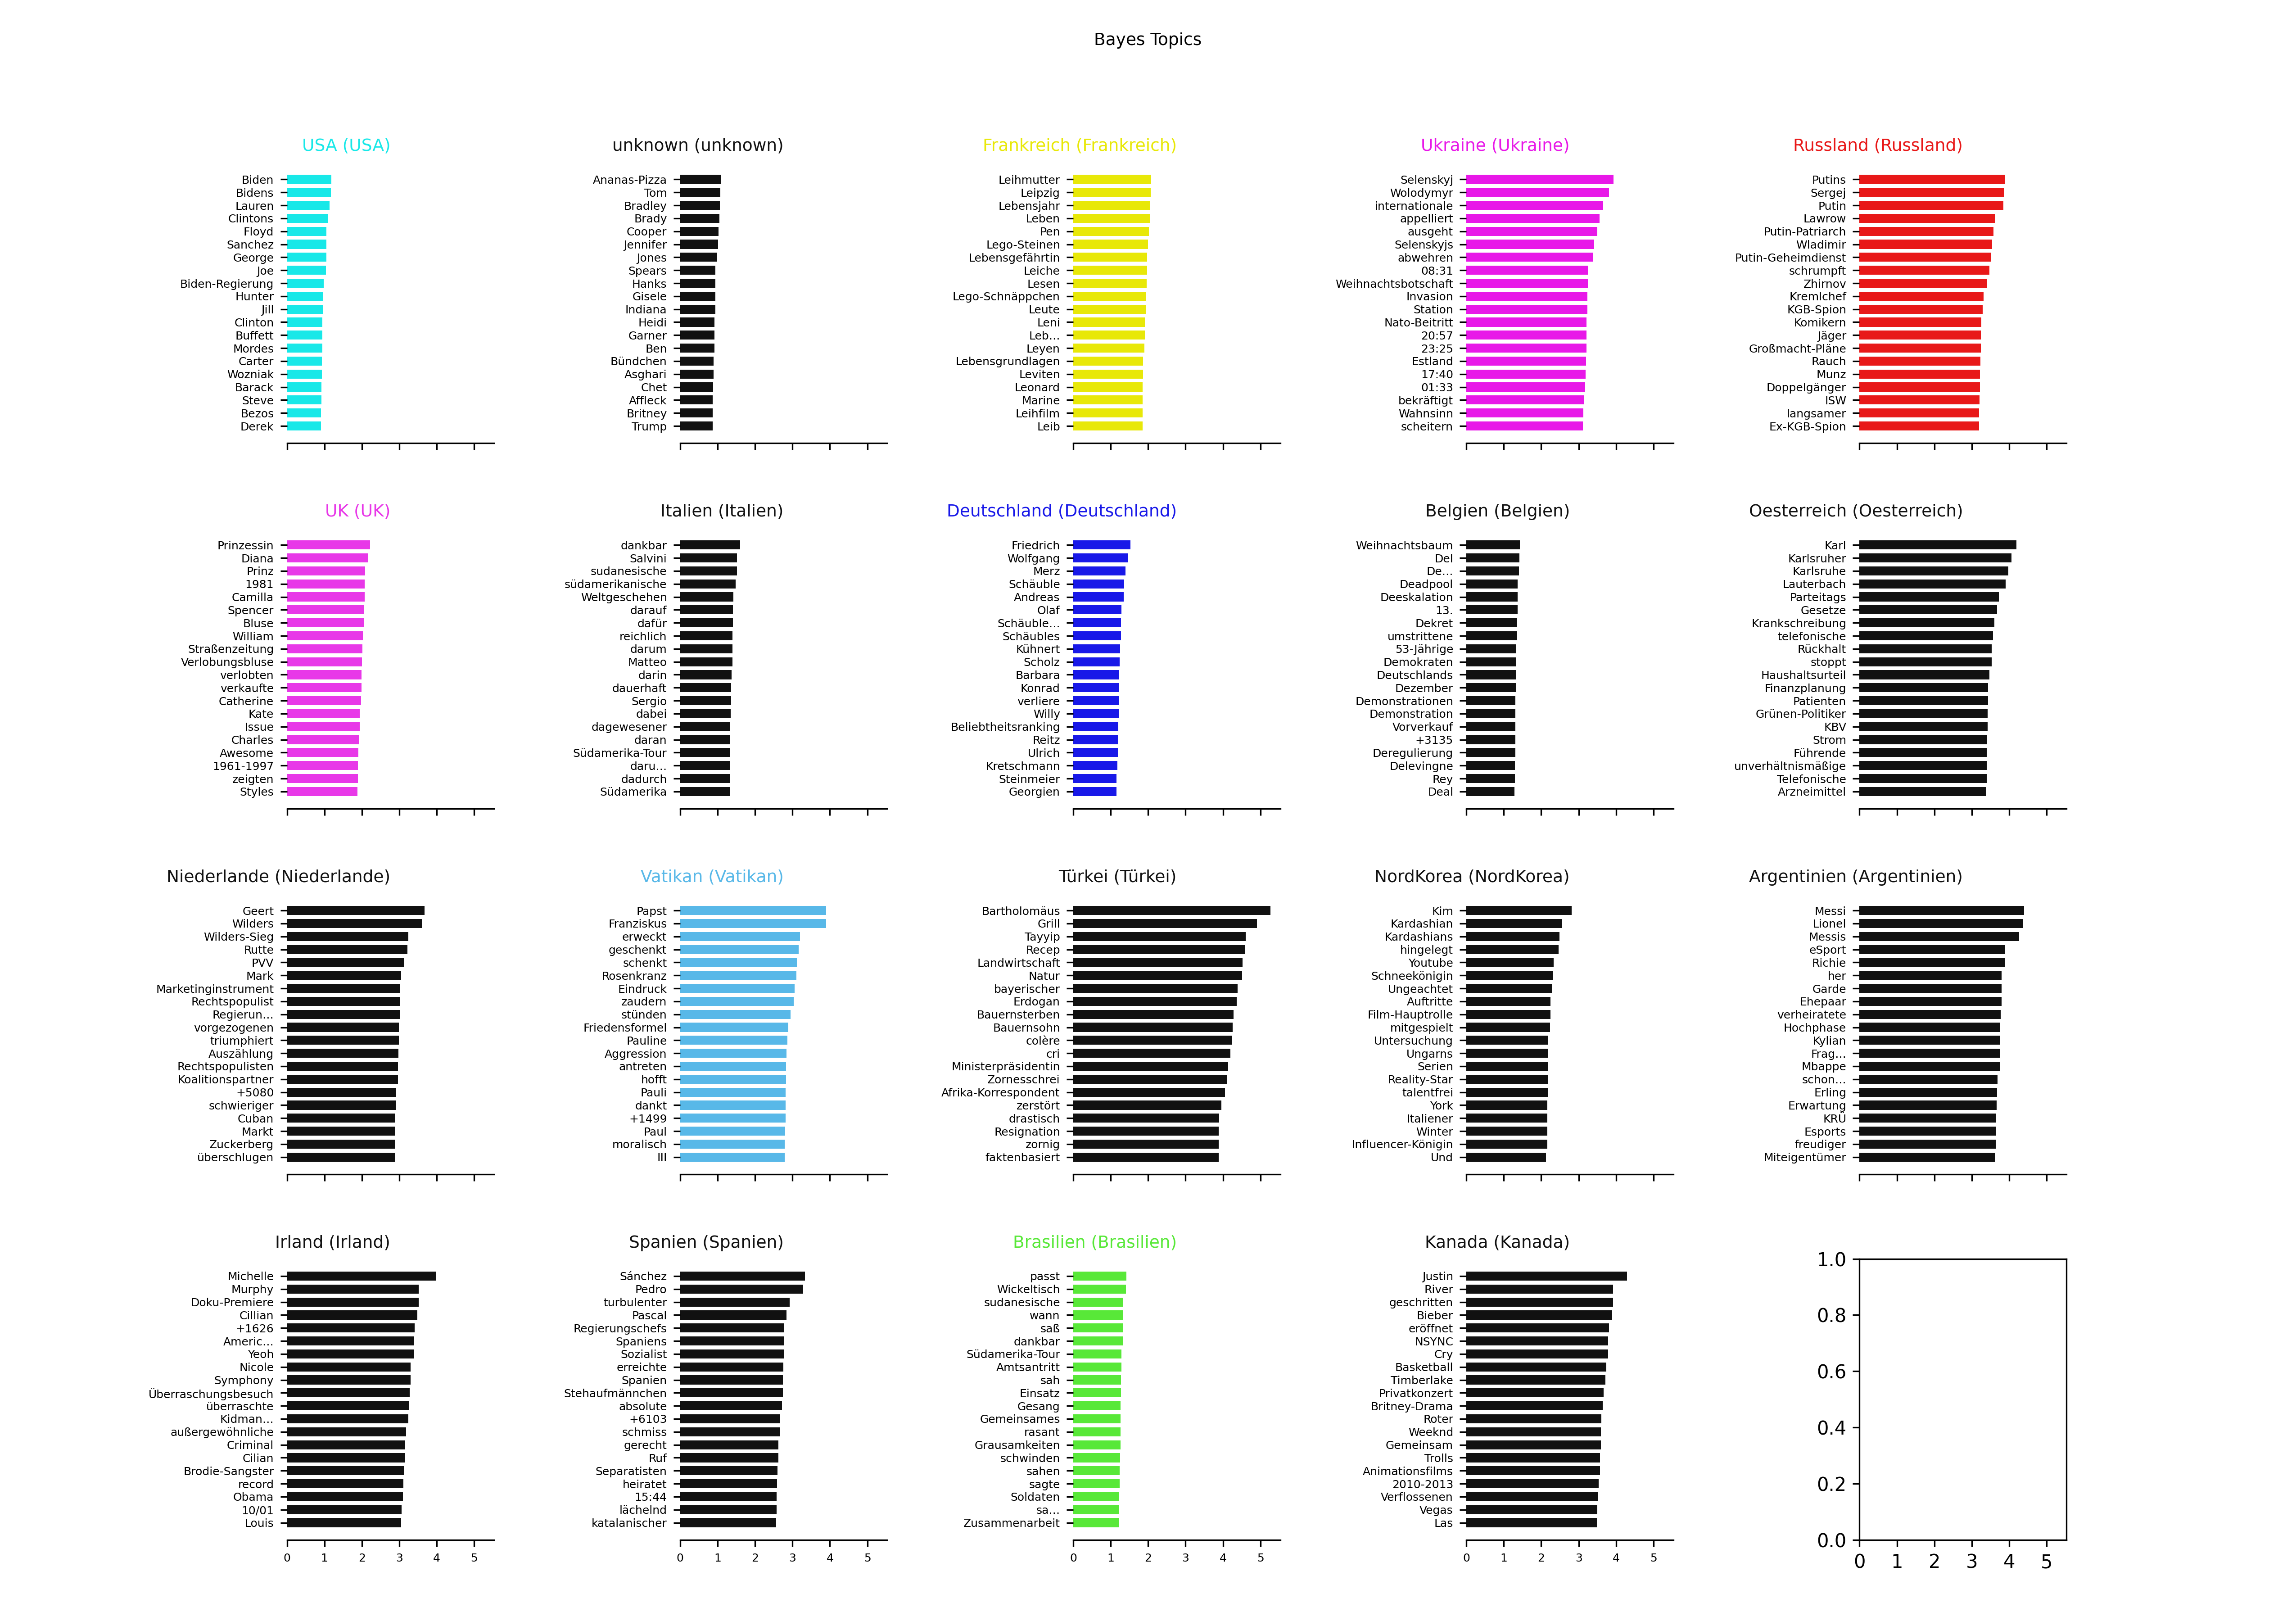 Bayes Topics
USA (USA)
Biden
Bidens
Lauren
Clintons
Floyd
Sanchez
George
Joe
Biden-Regierung
Hunter
Jill
Clinton
Buffett
Mordes
Carter
Wozniak
Barack
Steve
Bezos
Derek
unknown (unknown)
Ananas-Pizza
Tom
Bradley
Brady
Cooper
Jennifer
Jones
Spears
Hanks
Gisele
Indiana
Heidi
Garner
Ben
Bündchen
Asghari
Chet
Affleck
Britney
Trump
Frankreich (Frankreich)
Leihmutter
Leipzig
Lebensjahr
Leben
Pen
Lego-Steinen
Lebensgefährtin
Leiche
Lesen
Lego-Schnäppchen
Leute
Leni
Leb...
Leyen
Lebensgrundlagen
Leviten
Leonard
Marine
Leihfilm
Leib
Ukraine (Ukraine)
Selenskyj
Wolodymyr
internationale
appelliert
ausgeht
Selenskyjs
abwehren
08:31
Weihnachtsbotschaft
Invasion
Station
Nato-Beitritt
20:57
23:25
Estland
17:40
01:33
bekräftigt
Wahnsinn
scheitern
Russland (Russland)
Putins
Sergej
Putin
Lawrow
Putin-Patriarch
Wladimir
Putin-Geheimdienst
schrumpft
Zhirnov
Kremlchef
KGB-Spion
Komikern
Jäger
Großmacht-Pläne
Rauch
Munz
Doppelgänger
ISW
langsamer
Ex-KGB-Spion
UK (UK)
Prinzessin
Diana
Prinz
1981
Camilla
Spencer
Bluse
William
Straßenzeitung
Verlobungsbluse
verlobten
verkaufte
Catherine
Kate
Issue
Charles
Awesome
1961-1997
zeigten
Styles
Italien (Italien)
dankbar
Salvini
sudanesische
südamerikanische
Weltgeschehen
darauf
dafür
reichlich
darum
Matteo
darin
dauerhaft
Sergio
dabei
dagewesener
daran
Südamerika-Tour
daru...
dadurch
Südamerika
Deutschland (Deutschland)
Friedrich
Wolfgang
Merz
Schäuble
Andreas
Olaf
Schäuble...
Schäubles
Kühnert
Scholz
Barbara
Konrad
verliere
Willy
Beliebtheitsranking
Reitz
Ulrich
Kretschmann
Steinmeier
Georgien
Belgien (Belgien)
Weihnachtsbaum
Del
De...
Deadpool
Deeskalation
13.
Dekret
umstrittene
53-Jährige
Demokraten
Deutschlands
Dezember
Demonstrationen
Demonstration
Vorverkauf
+3135
Deregulierung
Delevingne
Rey
Deal
Oesterreich (Oesterreich)
Karl
Karlsruher
Karlsruhe
Lauterbach
Parteitags
Gesetze
Krankschreibung
telefonische
Rückhalt
stoppt
Haushaltsurteil
Finanzplanung
Patienten
Grünen-Politiker
KBV
Strom
Führende
unverhältnismäßige
Telefonische
Arzneimittel
Niederlande (Niederlande)
Geert
Wilders
Wilders-Sieg
Rutte
PVV
Mark
Marketinginstrument
Rechtspopulist
Regierun...
vorgezogenen
triumphiert
Auszählung
Rechtspopulisten
Koalitionspartner
+5080
schwieriger
Cuban
Markt
Zuckerberg
überschlugen
Vatikan (Vatikan)
Papst
Franziskus
erweckt
geschenkt
schenkt
Rosenkranz
Eindruck
zaudern
stünden
Friedensformel
Pauline
Aggression
antreten
hofft
Pauli
dankt
+1499
Paul
moralisch
III
Türkei (Türkei)
Bartholomäus
Grill
Tayyip
Recep
Landwirtschaft
Natur
bayerischer
Erdogan
Bauernsterben
Bauernsohn
colère
cri
Ministerpräsidentin
Zornesschrei
Afrika-Korrespondent
zerstört
drastisch
Resignation
zornig
faktenbasiert
NordKorea (NordKorea)
Kim
Kardashian
Kardashians
hingelegt
Youtube
Schneekönigin
Ungeachtet
Auftritte
Film-Hauptrolle
mitgespielt
Untersuchung
Ungarns
Serien
Reality-Star
talentfrei
York
Italiener
Winter
Influencer-Königin
Und
Argentinien (Argentinien)
Messi
Lionel
Messis
eSport
Richie
her
Garde
Ehepaar
verheiratete
Hochphase
Kylian
Frag...
Mbappe
schon...
Erling
Erwartung
KRÜ
Esports
freudiger
Miteigentümer
Irland (Irland)
Michelle
Murphy
Doku-Premiere
Cillian
+1626
Americ...
Yeoh
Nicole
Symphony
Überraschungsbesuch
überraschte
Kidman...
außergewöhnliche
Criminal
Cilian
Brodie-Sangster
record
Obama
10/01
Louis
0 1 2 3 4 5
Spanien (Spanien)
Sánchez
Pedro
turbulenter
Pascal
Regierungschefs
Spaniens
Sozialist
erreichte
Spanien
Stehaufmännchen
absolute
+6103
schmiss
gerecht
Ruf
Separatisten
heiratet
15:44
lächelnd
katalanischer
0 1 2 3 4 5
Brasilien (Brasilien)
passt
Wickeltisch
sudanesische
wann
saß
dankbar
Südamerika-Tour
Amtsantritt
sah
Einsatz
Gesang
Gemeinsames
rasant
Grausamkeiten
schwinden
sahen
sagte
Soldaten
sa...
Zusammenarbeit
0 1 2 3 4 5
Kanada (Kanada)
Justin
River
geschritten
Bieber
eröffnet
NSYNC
Cry
Basketball
Timberlake
Privatkonzert
Britney-Drama
Roter
Weeknd
Gemeinsam
Trolls
Animationsfilms
2010-2013
Verflossenen
Vegas
Las
0 1 2 3 4 5
1.0
0.8
0.6
0.4
0.2
0.0
0 1 2 3 4 5